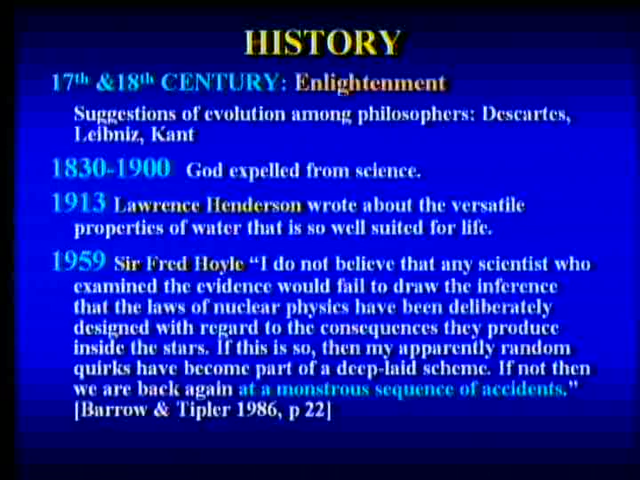 HISTORY
17th &18th CENTURY: Enlightenment
Suggestions of evolution among philosophers: Descartes,
Leibniz, Kant
1830-1900 God expelled from science.
1913 Lawrence Henderson wrote about the versatile
properties of water that is so well suited for life.
1959 Sir Fred Hoyle “I do not believe that any scientist who
examined the evidence would fail to draw the inference
that the laws of nuclear physics have been deliberately
designed with regard to the consequences they produce
inside the stars. If this is so, then my apparently random
quirks have become part of a deep-laid scheme. If not then
we are back again at a monstrous sequence of accidents.”
[Barrow & Tipler 1986, p 22]